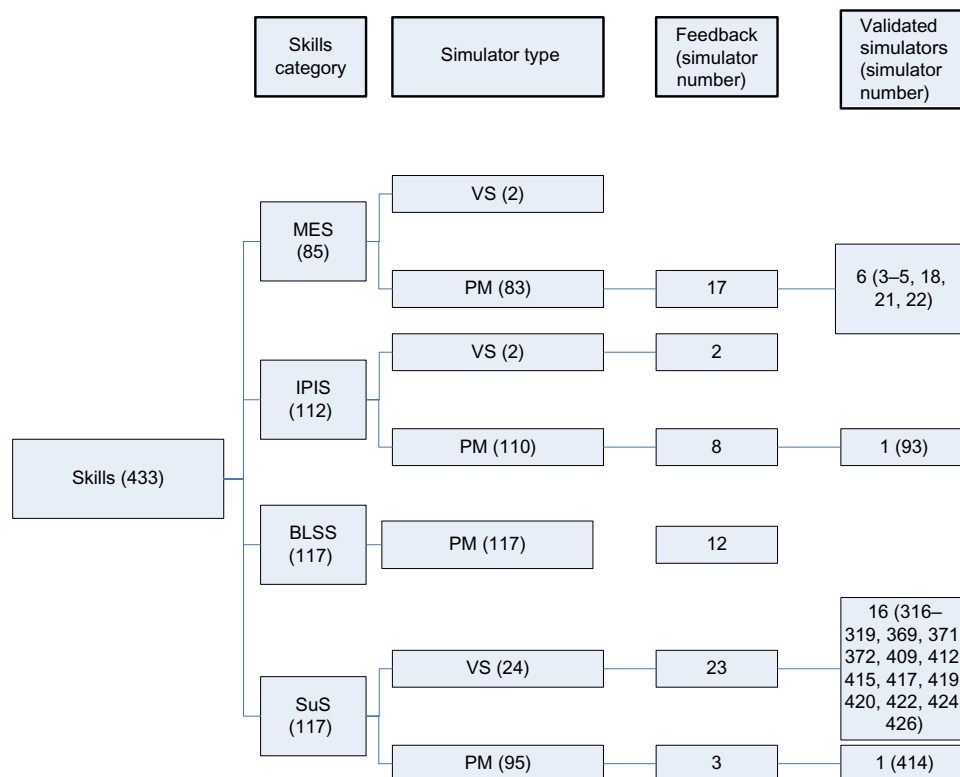 Skills
category
Simulator type
Feedback
(simulator
number)
Validated
simulators
(simulator
number)
VS (2)
MES
(85)
PM (83)
17
6 (3–5, 18,
21, 22)
VS (2)
2
IPIS
(112)
PM (110)
8
1 (93)
Skills (433)
BLSS
(117)
PM (117)
12
16 (316–
319, 369, 371
372, 409, 412
415, 417, 419
420, 422, 424
426)
VS (24)
23
SuS
(117)
PM (95)
3
1 (414)